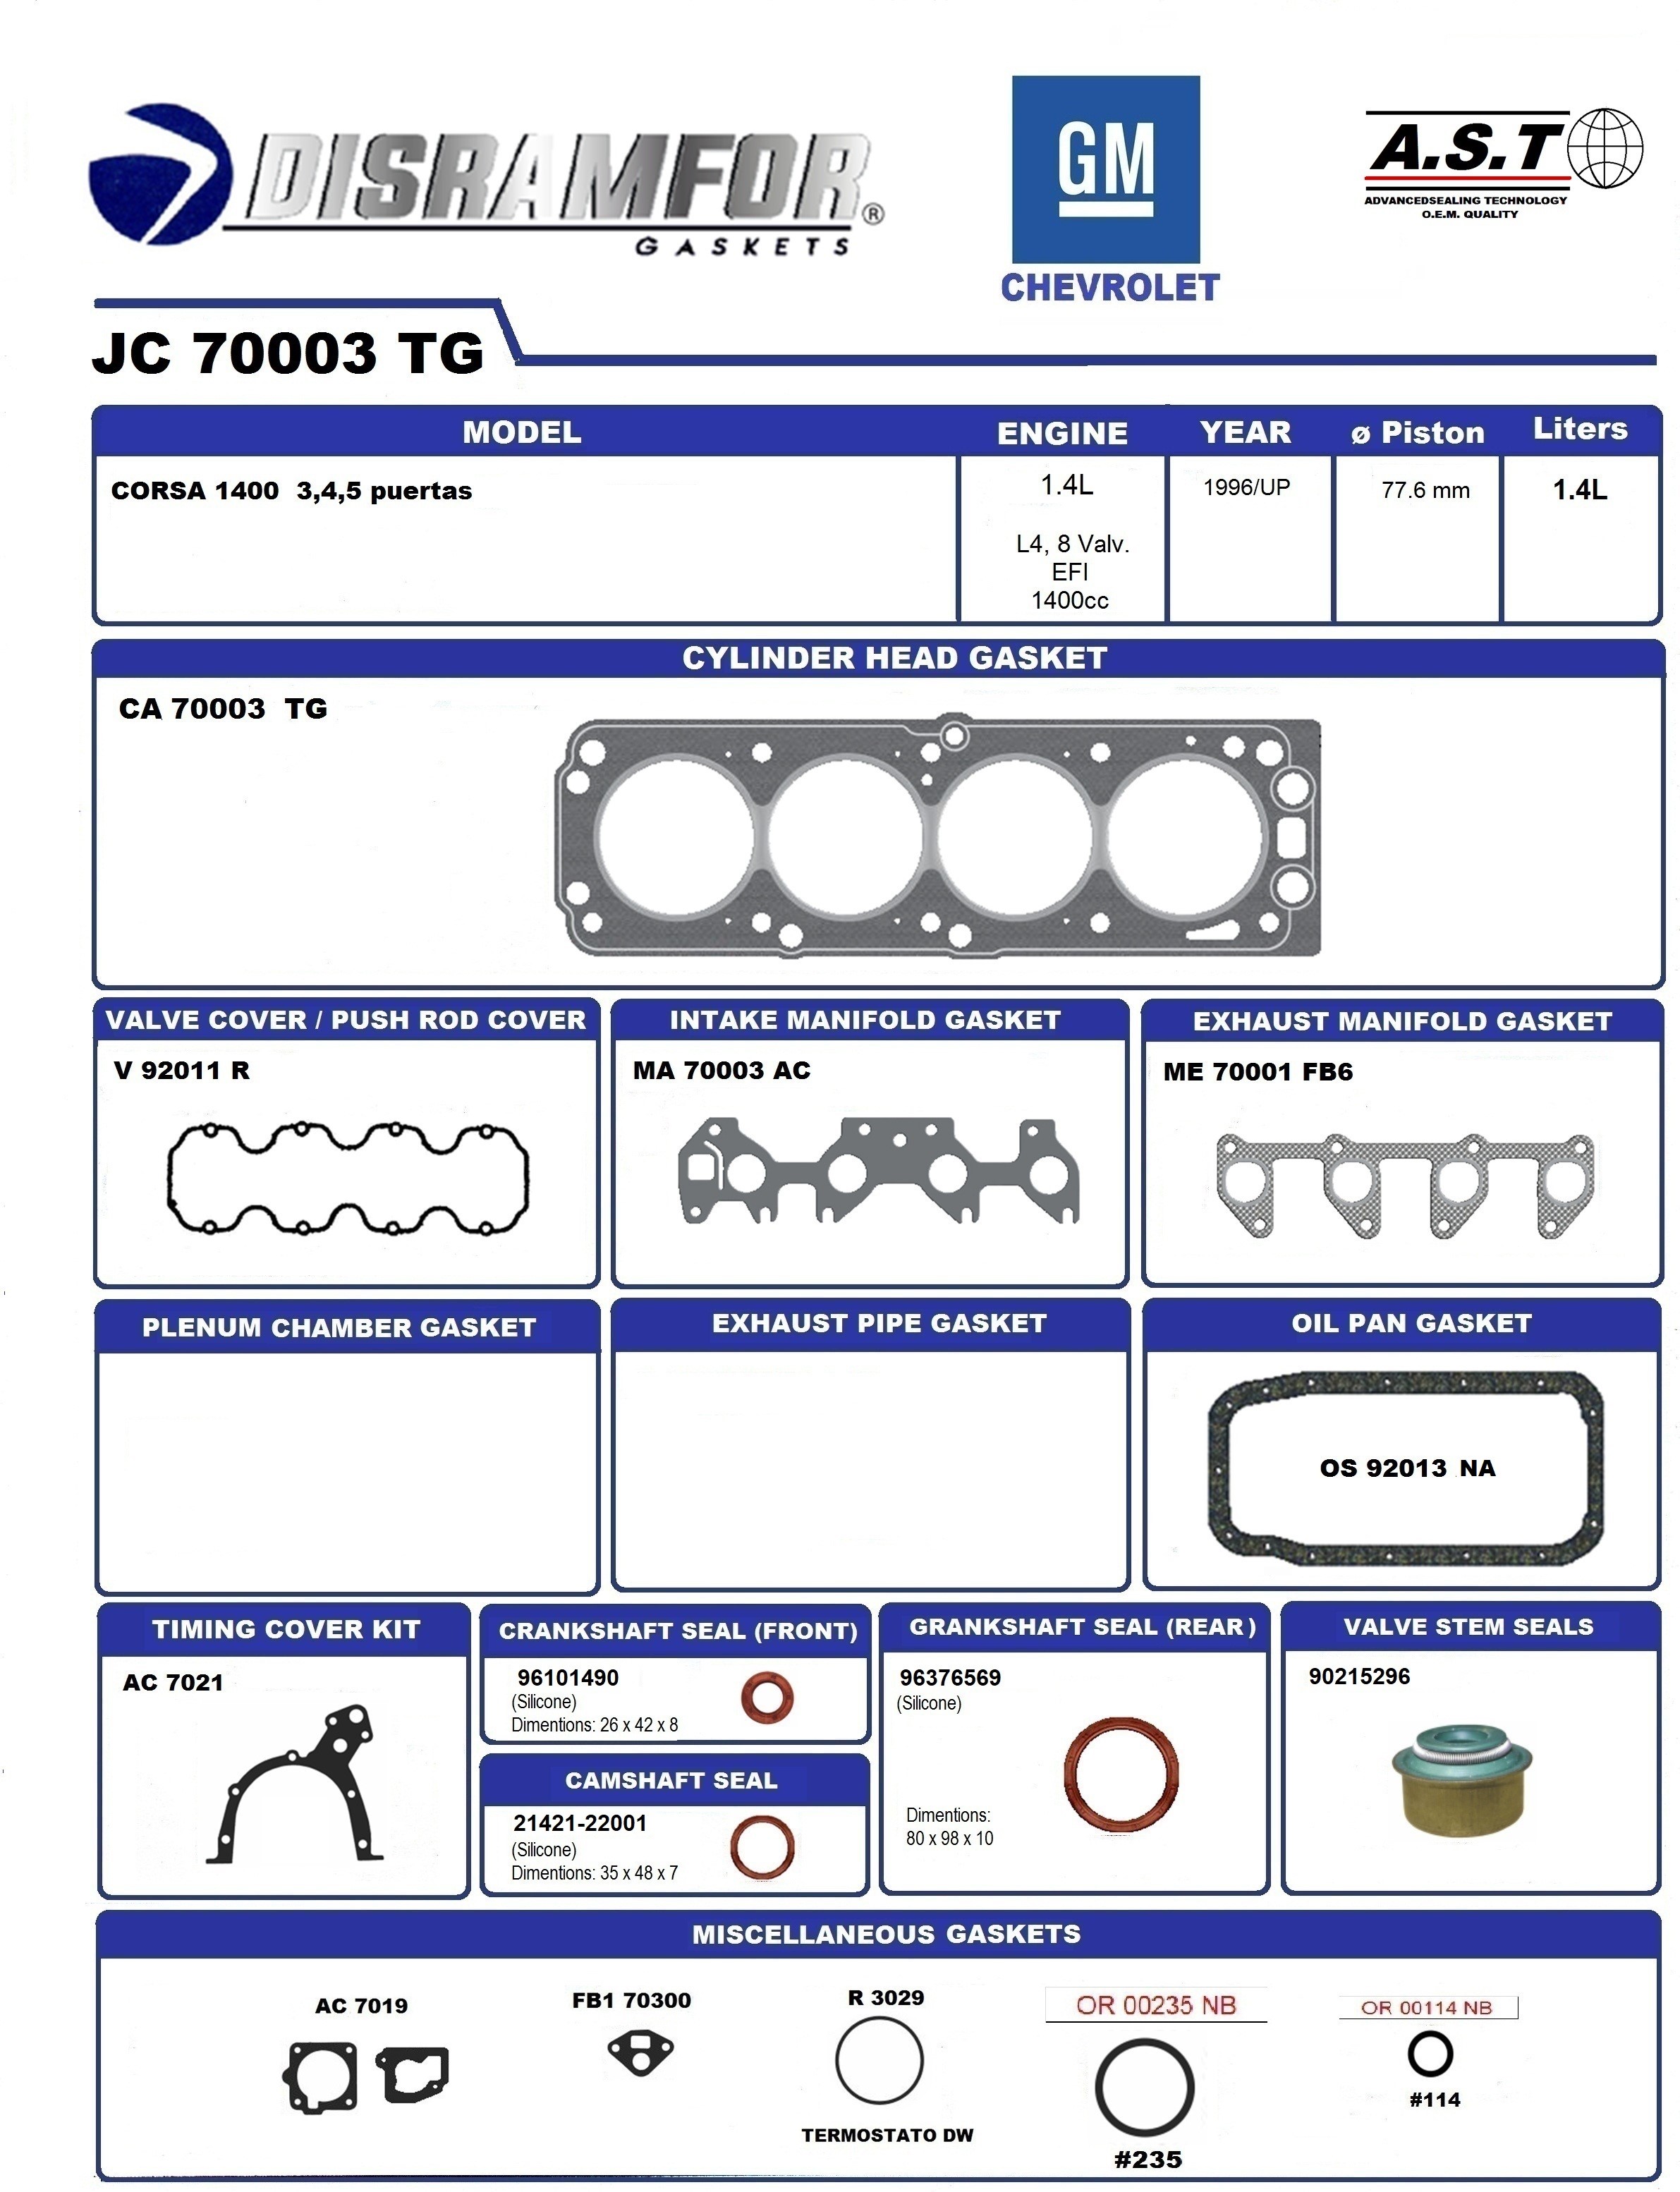 DISRAMFOR®
GASKETS
GM
CHEVROLET
A.S.T
ADVANCEDSEALING TECHNOLOGY
O.E.M. QUALITY
JC 70003 TG
MODEL ENGINE YEAR ø Piston Liters
CORSA 1400 3,4,5 puertas 1.4L 1996/UP 77.6 mm 1.4L
L4, 8 Valv.
EFI
1400cc
CYLINDER HEAD GASKET
CA 70003 TG
VALVE COVER / PUSH ROD COVER
V 92011 R
INTAKE MANIFOLD GASKET
MA 70003 AC
EXHAUST MANIFOLD GASKET
ME 70001 FB6
PLENUM CHAMBER GASKET
EXHAUST PIPE GASKET
OIL PAN GASKET
OS 92013 NA
TIMING COVER KIT
AC 7021
CRANKSHAFT SEAL (FRONT)
96101490
(Silicone)
Dimentions: 26 x 42 x 8
CAMSHAFT SEAL
21421-22001
(Silicone)
Dimentions: 35 x 48 x 7
GRANKSHAFT SEAL (REAR)
96376569
(Silicone)
Dimentions:
80 x 98 x 10
VALVE STEM SEALS
90215296
MISCELLANEOUS GASKETS
AC 7019
FB1 70300
R 3029
TERMOSTATO DW
OR 00235 NB
#235
OR 00114 NB
#114